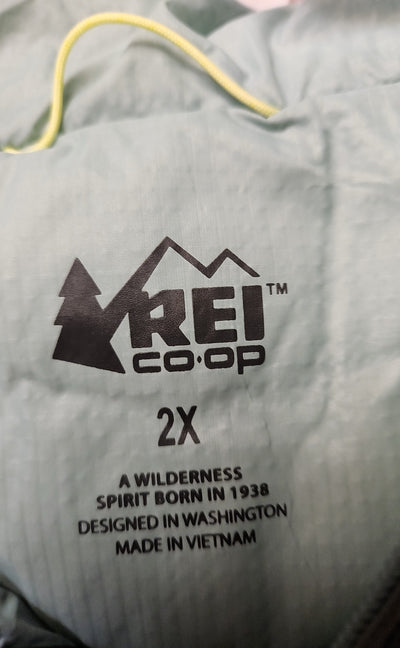 REI™
co·op
2X
A WILDERNESS
SPIRIT BORN IN 1938
DESIGNED IN WASHINGTON
MADE IN VIETNAM